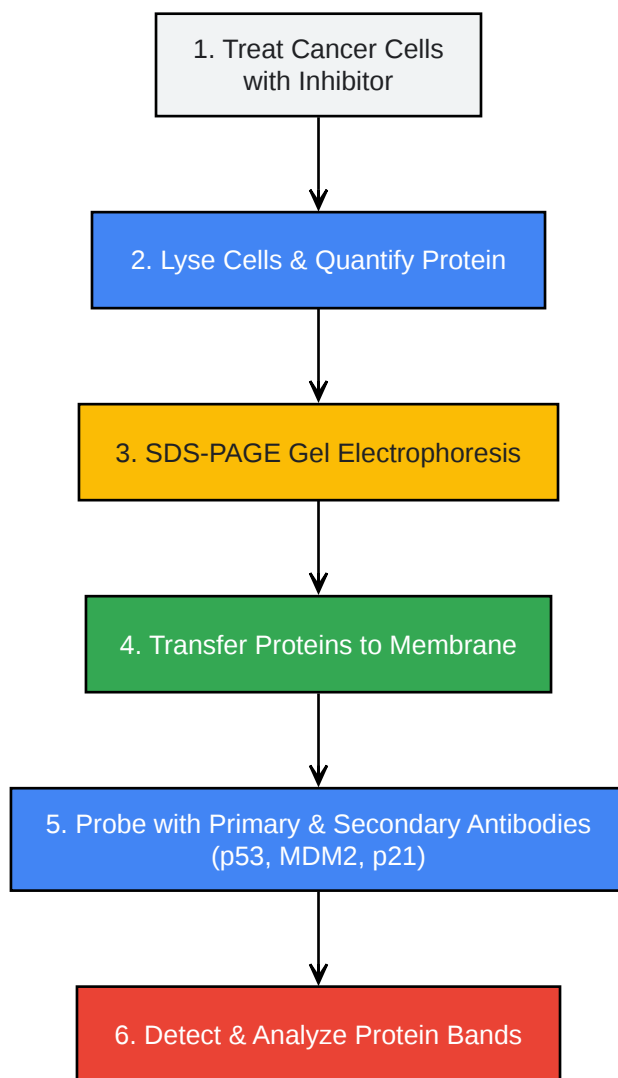 1. Treat Cancer Cells
with Inhibitor
2. Lyse Cells & Quantify Protein
3. SDS-PAGE Gel Electrophoresis
4. Transfer Proteins to Membrane
5. Probe with Primary & Secondary Antibodies
(p53, MDM2, p21)
6. Detect & Analyze Protein Bands